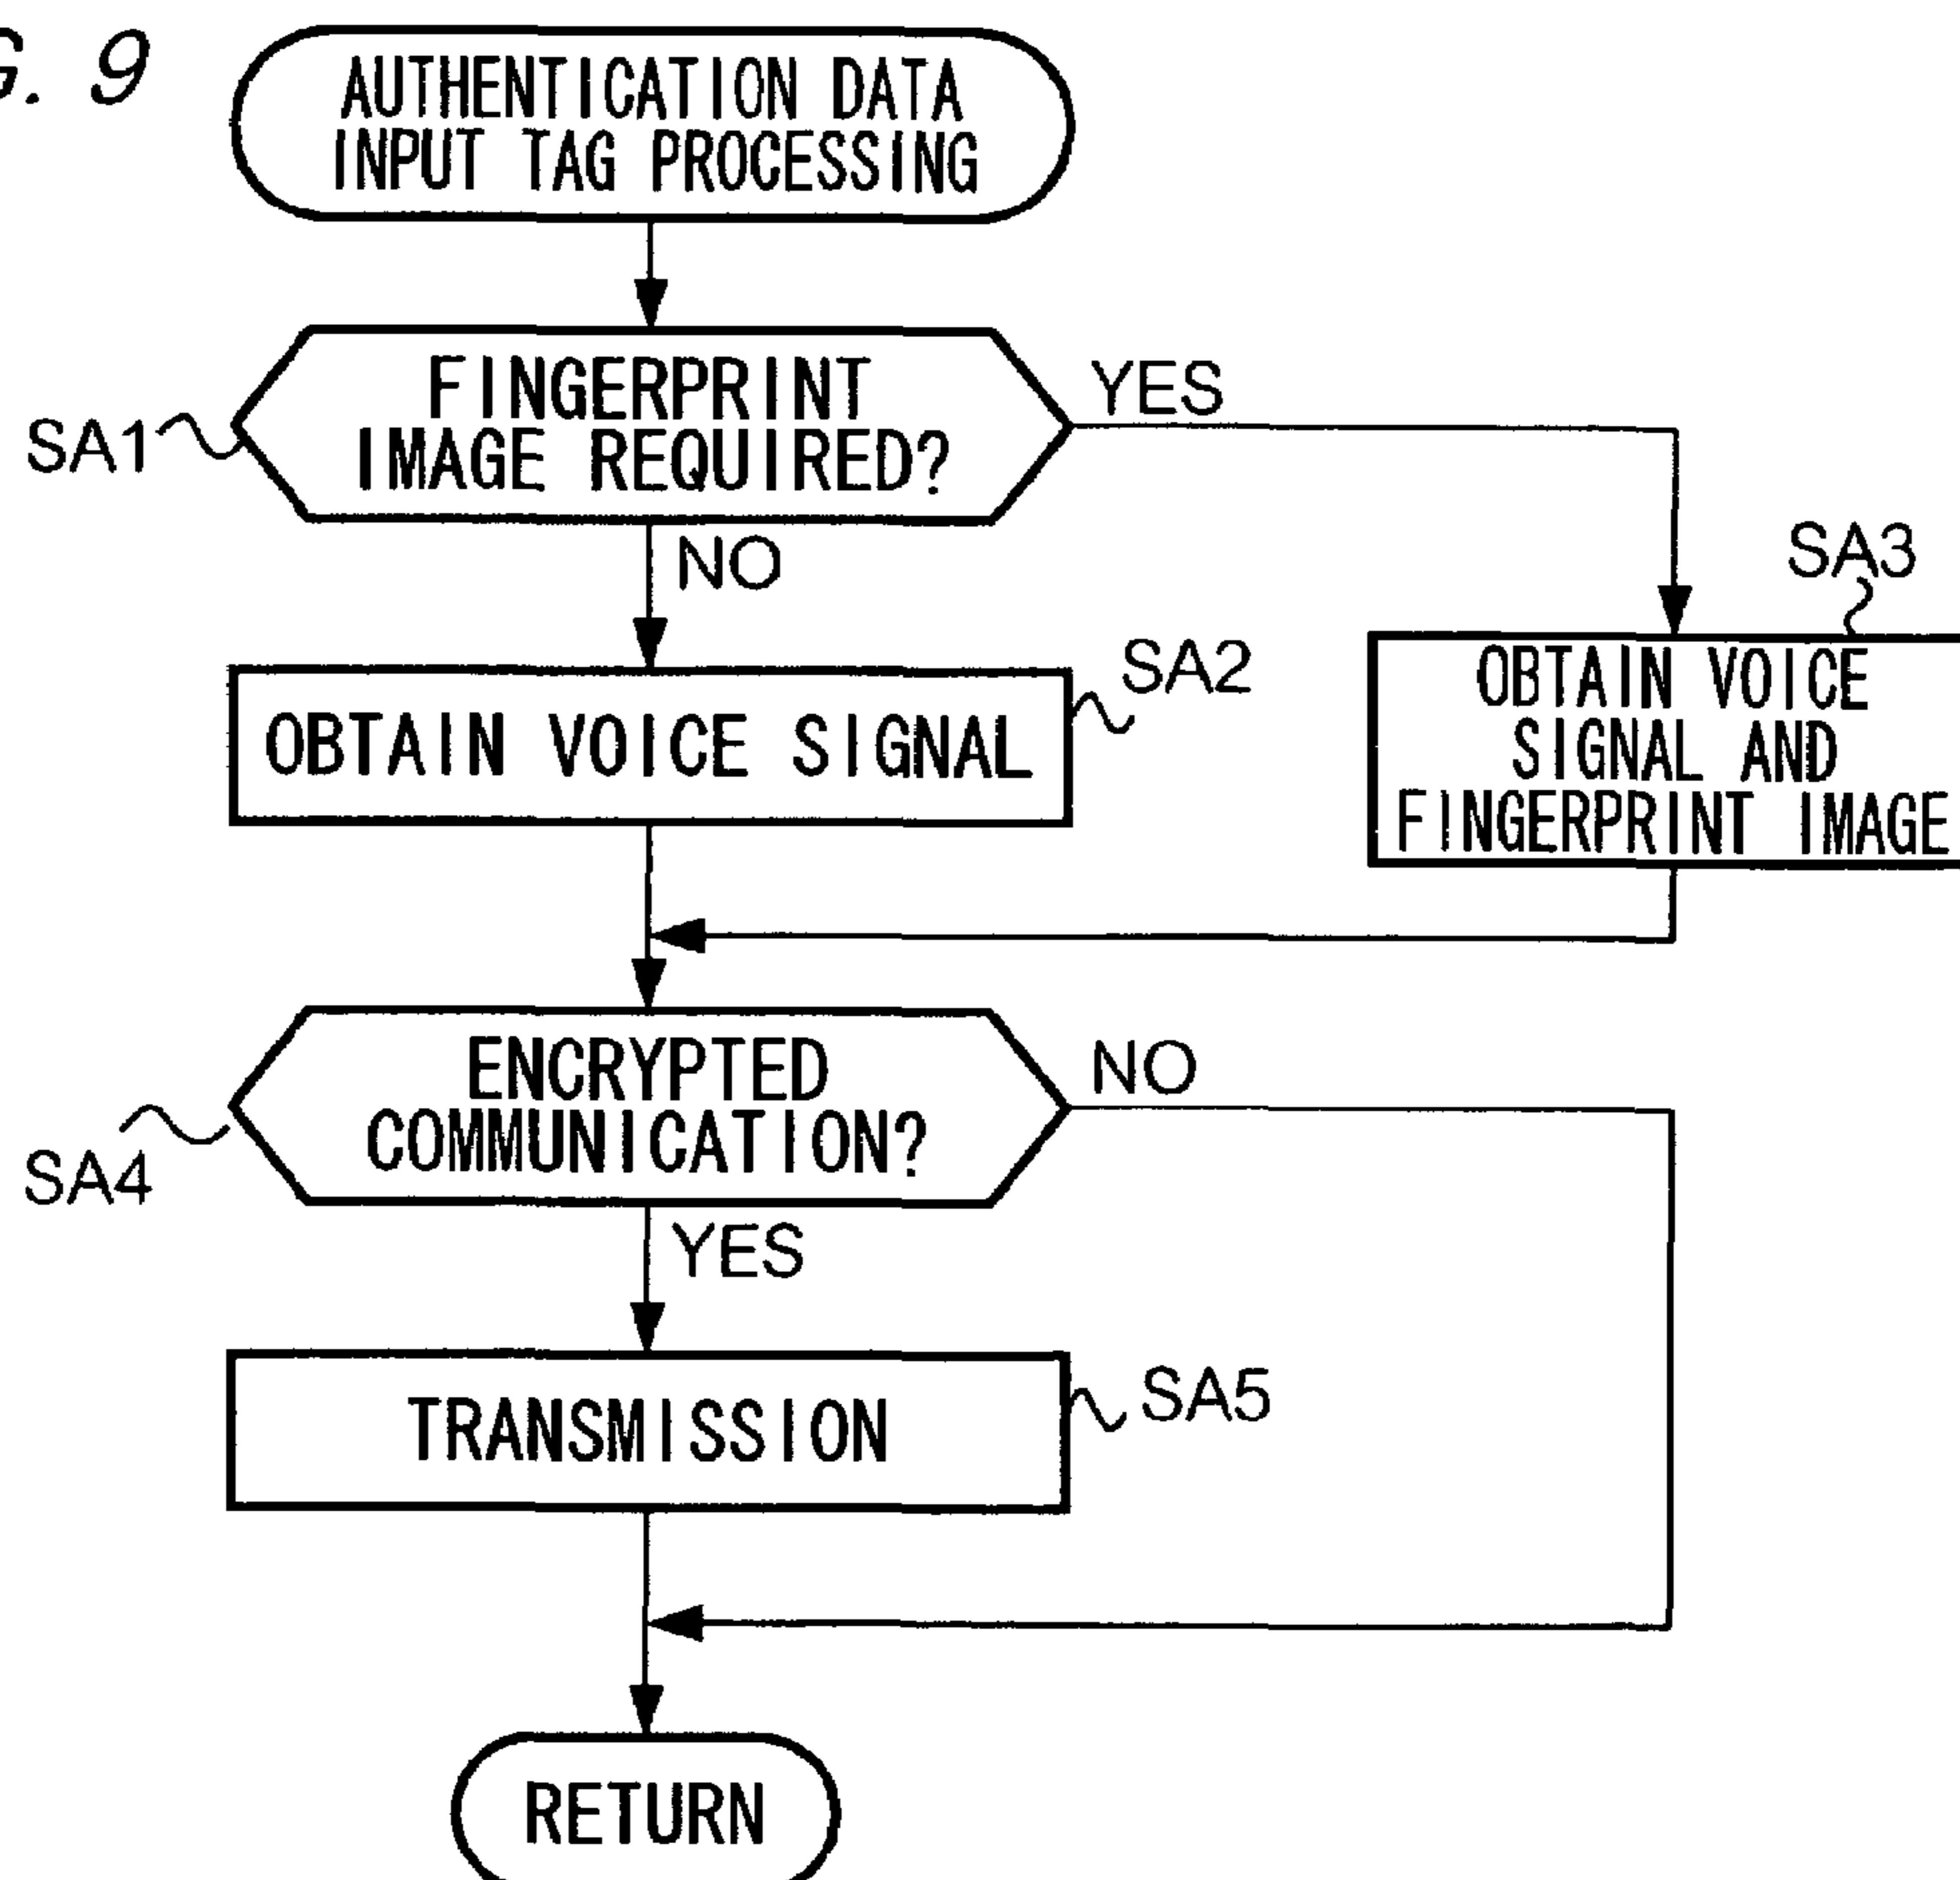 G. 9
AUTHENTICATION DATA
INPUT TAG PROCESSING
FINGERPRINT
IMAGE REQUIRED?
YES
SA1
NO
SA3
SA2
OBTAIN VOICE SIGNAL
OBTAIN VOICE
SIGNAL AND
FINGERPRINT IMAGE
ENCRYPTED
COMMUNICATION?
NO
SA4
YES
TRANSMISSION
SA5
RETURN